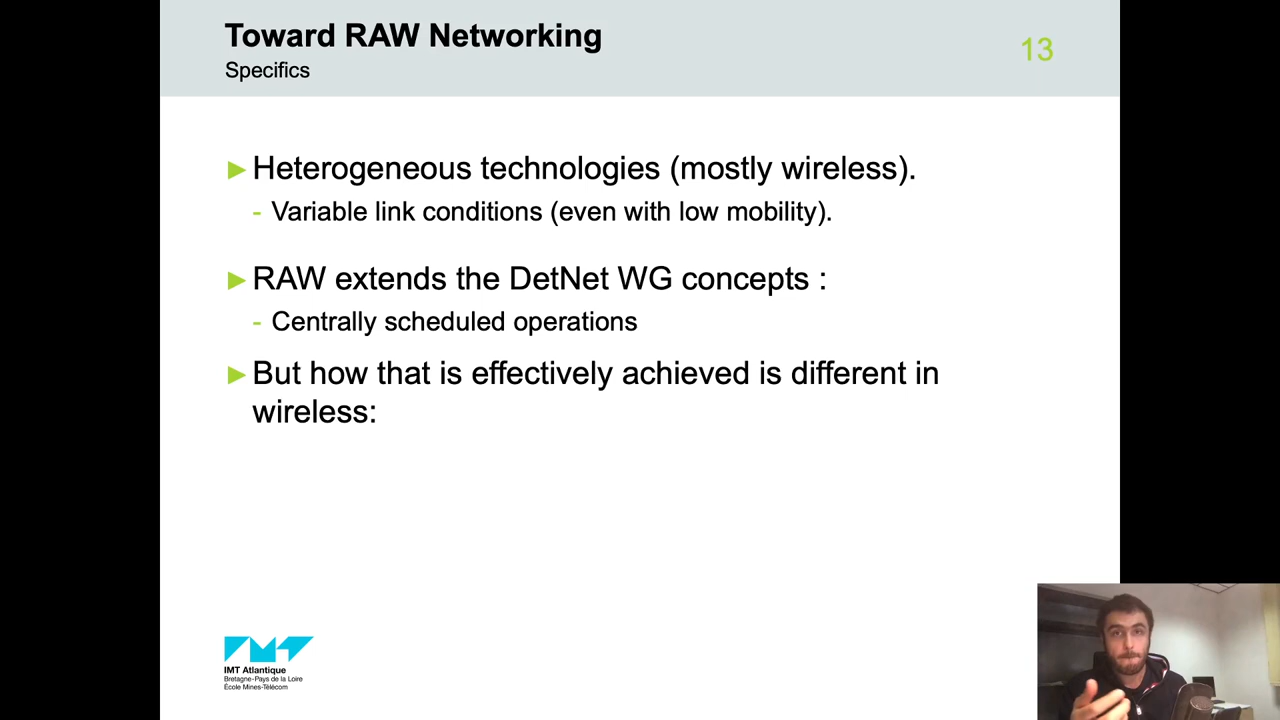 Toward RAW Networking
Specifics
13
►Heterogeneous technologies (mostly wireless).
- Variable link conditions (even with low mobility).
►RAW extends the DetNet WG concepts :
- Centrally scheduled operations
►But how that is effectively achieved is different in
wireless:
IMT Atlantique
Bretagne-Pays de la Loire
École Mines-Télécom